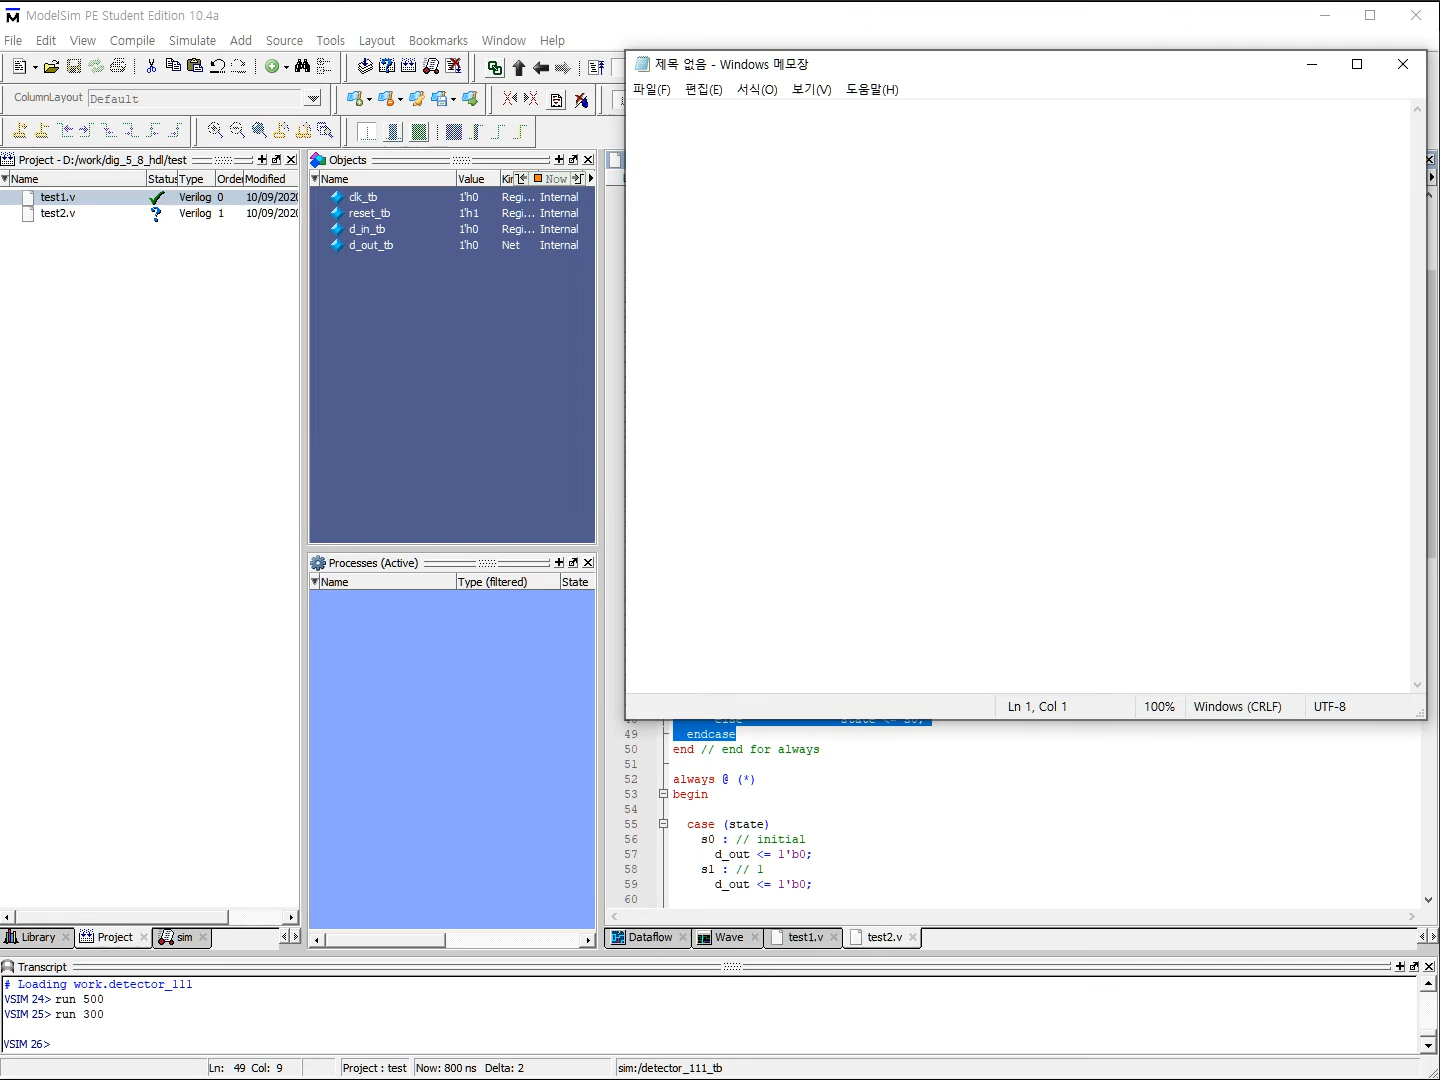 ModelSim PE Student Edition 10.4a
File Edit View Compile Simulate Add Source Tools Layout Bookmarks Window Help
ColumnLayout Default
Project - D:/work/dig_5_8_hdl/test
Name Status Type Order Modified
test1.v Verilog 0 10/09/2020
test2.v Verilog 1 10/09/2020
Library Project sim
Objects
Name Value Kin Now
clk_tb 1'h0 Regi... Internal
reset_tb 1'h1 Regi... Internal
d_in_tb 1'h0 Regi... Internal
d_out_tb 1'h0 Net Internal
Processes (Active)
Name Type (filtered) State
제목 없음 - Windows 메모장
파일(F) 편집(E) 서식(O) 보기(V) 도움말(H)
Ln 1, Col 1 100% Windows (CRLF) UTF-8
48 else state <= s0;
49 endcase
50 end // end for always
51
52 always @ (*)
53 begin
54
55 case (state)
56 s0 : // initial
57 d_out <= 1'b0;
58 s1 : // 1
59 d_out <= 1'b0;
60
Dataflow Wave test1.v test2.v
Transcript
# Loading work.detector_111
VSIM 24> run 500
VSIM 25> run 300
VSIM 26>
Ln: 49 Col: 9 Project : test Now: 800 ns Delta: 2 sim:/detector_111_tb